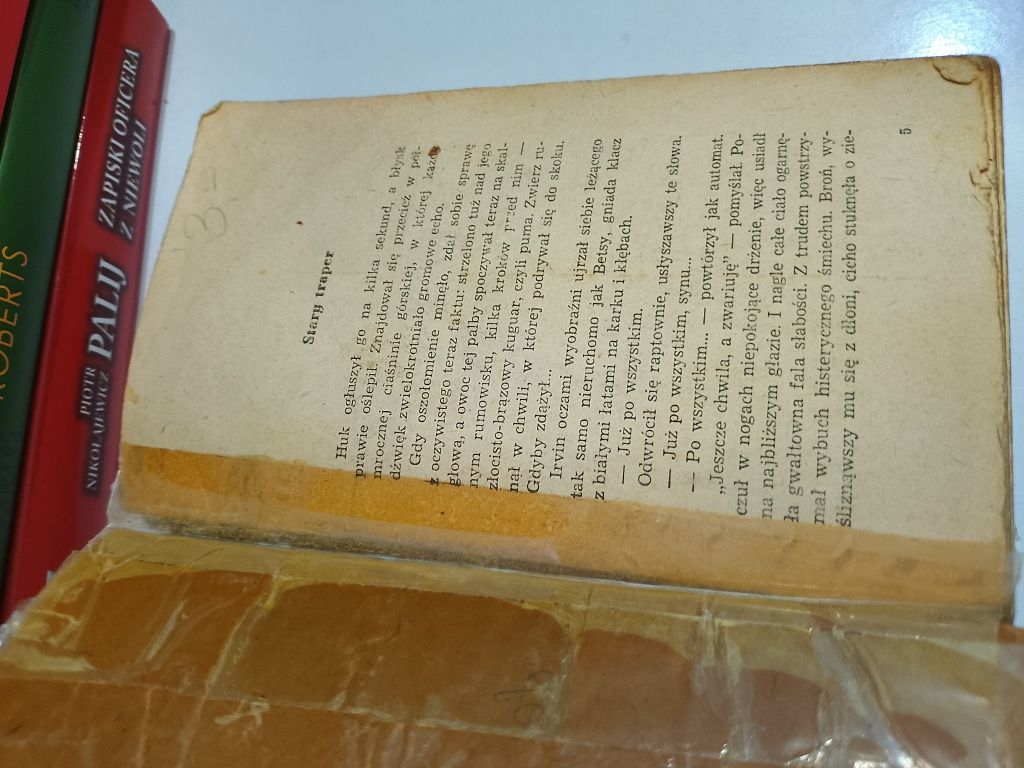 ROBERTS
PIOTR
NIKOŁAJEWICZ
PALIJ
ZAPISKI OFICERA
Z NIEWOLI
3,-
Stary traper
Huk ogłuszył go na kilka sekund, a błysk
prawie oślepił. Znajdował się przecież w pół-
mrocznej ciaśninie górskiej, w której każdy
dźwięk zwielokrotniało gromowe echo.
Gdy oszołomienie minęło, zdał sobie sprawę
z oczywistego teraz faktu: strzelono tuż nad jego
głową, a owoc tej palby spoczywał teraz na skal-
nym rumowisku, kilka kroków przed nim —
złocisto-brązowy kuguar, czyli puma. Zwierz ru-
nął w chwili, w której podrywał się do skoku.
Gdyby zdążył...
Irvin oczami wyobraźni ujrzał siebie leżącego
tak samo nieruchomo jak Betsy, gniada klacz
z białymi łatami na karku i kłębach.
— Już po wszystkim.
Odwrócił się raptownie, usłyszawszy te słowa.
— Już po wszystkim, synu...
— Po wszystkim... — powtórzył jak automat.
„Jeszcze chwila, a zwariuję” — pomyślał. Po-
czuł w nogach niepokojące drżenie, więc usiadł
na najbliższym głazie. I nagle całe ciało ogarnę-
ła gwałtowna fala słabości. Z trudem powstrzy-
mał wybuch histerycznego śmiechu. Broń, wy-
śliznąwszy mu się z dłoni, cicho stuknęła o zie-
5